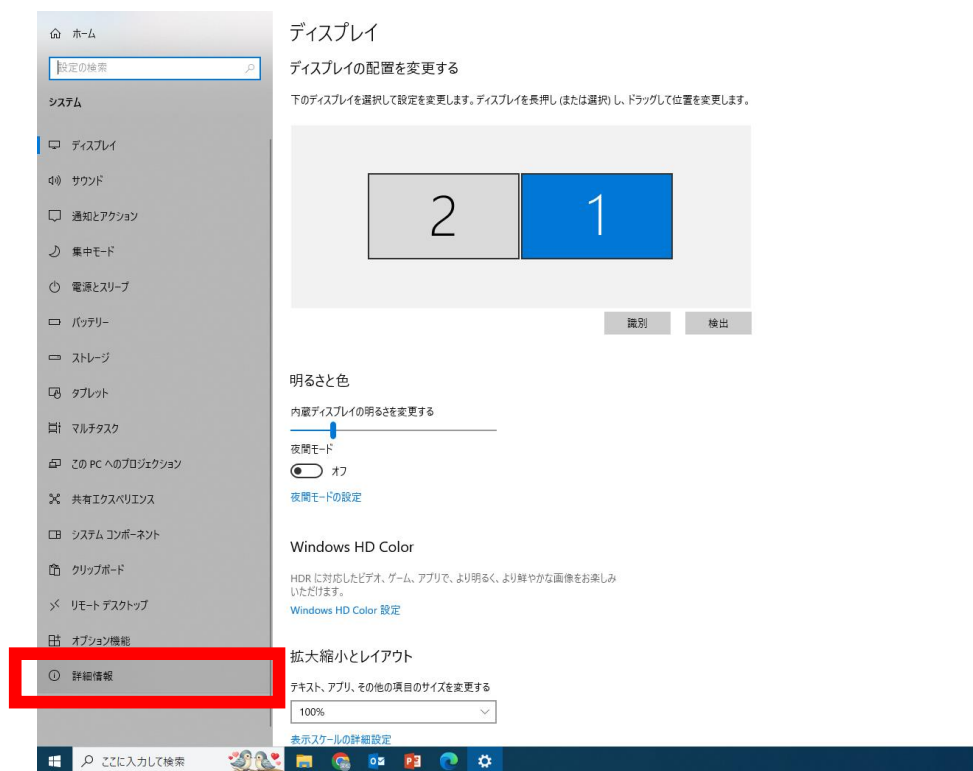 ホーム
設定の検索
システム
ディスプレイ
サウンド
通知とアクション
集中モード
電源とスリープ
バッテリー
ストレージ
タブレット
マルチタスク
この PC へのプロジェクション
共有エクスペリエンス
システム コンポーネント
クリップボード
リモート デスクトップ
オプション機能
詳細情報
ディスプレイ
ディスプレイの配置を変更する
下のディスプレイを選択して設定を変更します。ディスプレイを長押し (または選択) し、ドラッグして位置を変更します。
2
1
識別
検出
明るさと色
内蔵ディスプレイの明るさを変更する
夜間モード
オフ
夜間モードの設定
Windows HD Color
HDR に対応したビデオ、ゲーム、アプリで、より明るく、より鮮やかな画像をお楽しみ
いただけます。
Windows HD Color 設定
拡大縮小とレイアウト
テキスト、アプリ、その他の項目のサイズを変更する
100%
表示スケールの詳細設定
ここに入力して検索